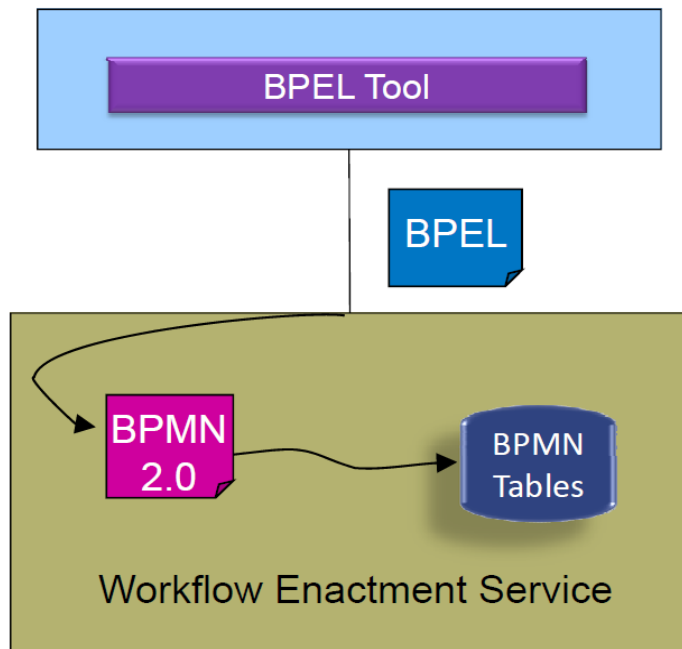 BPEL Tool
BPEL
BPMN
2.0
BPMN
Tables
Workflow Enactment Service